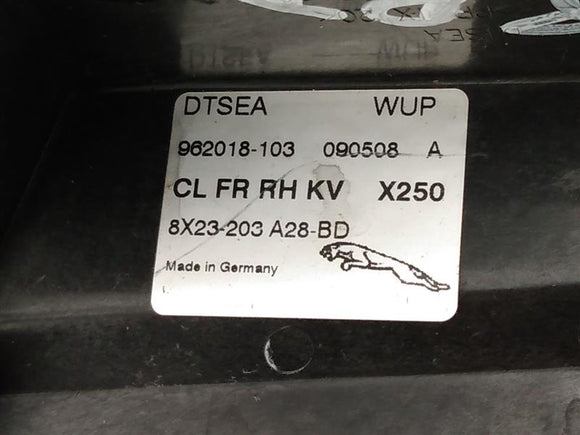 DTSEA WUP
962018-103 090508 A
CL FR RH KV X250
8X23-203 A28-BD
Made in Germany